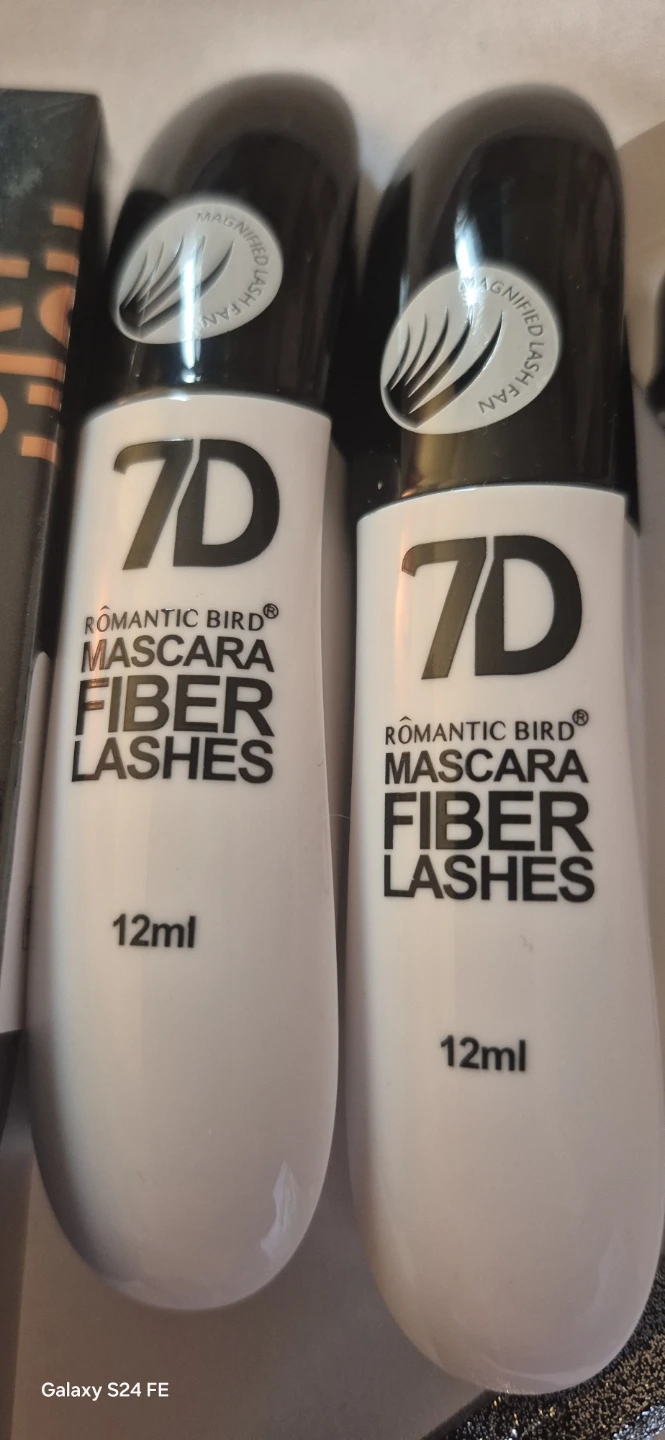 MAGNIFIED LASH FAN
7D
RÔMANTIC BIRD®
MASCARA
FIBER
LASHES
12ml
MAGNIFIED LASH FAN
7D
RÔMANTIC BIRD®
MASCARA
FIBER
LASHES
12ml
Galaxy S24 FE